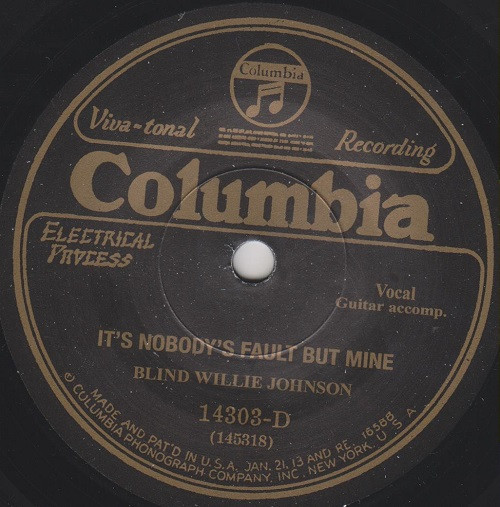 Columbia
Viva-tonal Recording
Columbia
ELECTRICAL
PROCESS
Vocal
Guitar accomp.
IT'S NOBODY'S FAULT BUT MINE
BLIND WILLIE JOHNSON
14303-D
(145318)
MADE AND PAT'D IN U.S.A. JAN. 21, 13 AND RE. 16588
© COLUMBIA PHONOGRAPH COMPANY, INC. NEW YORK, U.S.A.